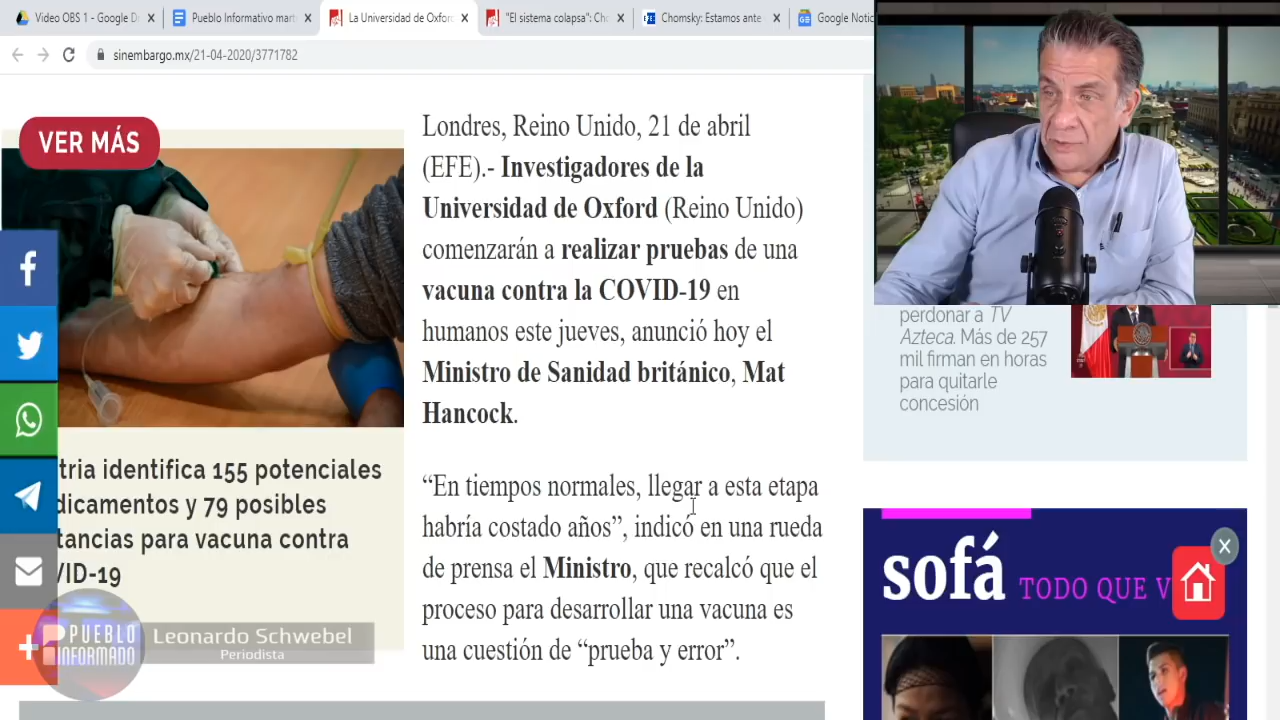 Video OBS 1 - Google D
Pueblo Informativo mart
La Universidad de Oxfor
"El sistema colapsa": Ch
Chomsky: Estamos ante
Google Notic
sinembargo.mx/21-04-2020/3771782
VER MÁS
tria identifica 155 potenciales
dicamentos y 79 posibles
tancias para vacuna contra
VID-19
PUEBLO
INFORMADO
Leonardo Schwebel
Periodista
Londres, Reino Unido, 21 de abril
(EFE).- Investigadores de la
Universidad de Oxford (Reino Unido)
comenzarán a realizar pruebas de una
vacuna contra la COVID-19 en
humanos este jueves, anunció hoy el
Ministro de Sanidad británico, Mat
Hancock.
“En tiempos normales, llegar a esta etapa
habría costado años”, indicó en una rueda
de prensa el Ministro, que recalcó que el
proceso para desarrollar una vacuna es
una cuestión de “prueba y error”.
perdonar a TV
Azteca. Más de 257
mil firman en horas
para quitarle
concesión
sofá TODO QUE V